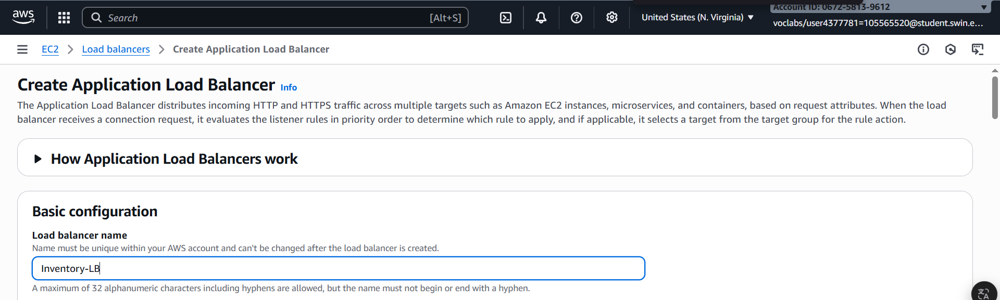 aws
Search
[Alt+S]
United States (N. Virginia)
Account ID: 0672-5813-9612
voclabs/user4377781=105565520@student.swin.e...
EC2
Load balancers
Create Application Load Balancer
Create Application Load Balancer
Info
The Application Load Balancer distributes incoming HTTP and HTTPS traffic across multiple targets such as Amazon EC2 instances, microservices, and containers, based on request attributes. When the load
balancer receives a connection request, it evaluates the listener rules in priority order to determine which rule to apply, and if applicable, it selects a target from the target group for the rule action.
How Application Load Balancers work
Basic configuration
Load balancer name
Name must be unique within your AWS account and can't be changed after the load balancer is created.
Inventory-LB
A maximum of 32 alphanumeric characters including hyphens are allowed, but the name must not begin or end with a hyphen.